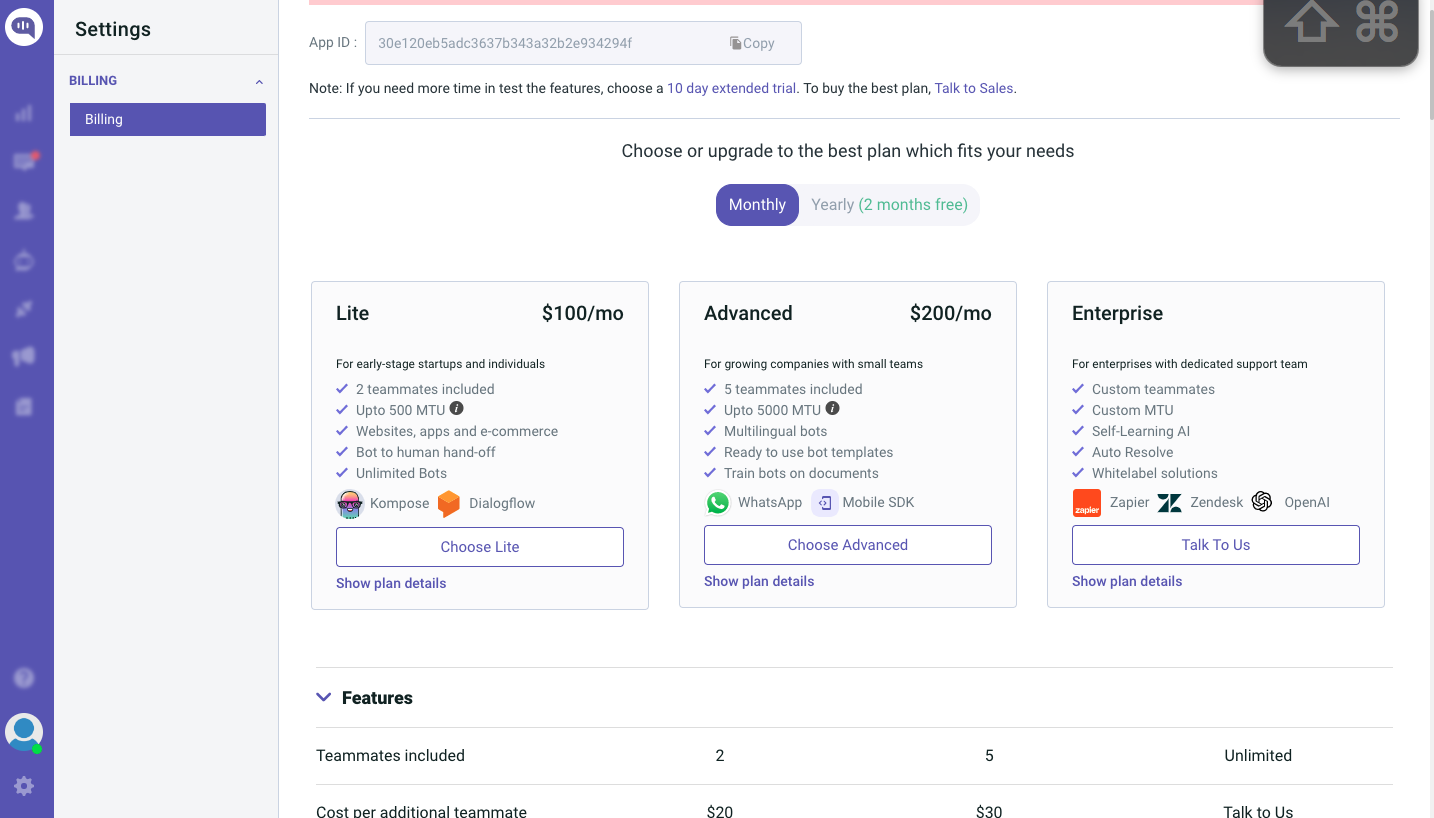 Settings
BILLING
Billing
App ID :
30e120eb5adc3637b343a32b2e934294f
Copy
Note: If you need more time in test the features, choose a 10 day extended trial. To buy the best plan, Talk to Sales.
Choose or upgrade to the best plan which fits your needs
Monthly
Yearly (2 months free)
Lite $100/mo
For early-stage startups and individuals
2 teammates included
Upto 500 MTU
Websites, apps and e-commerce
Bot to human hand-off
Unlimited Bots
Kompose Dialogflow
Choose Lite
Show plan details
Advanced $200/mo
For growing companies with small teams
5 teammates included
Upto 5000 MTU
Multilingual bots
Ready to use bot templates
Train bots on documents
WhatsApp Mobile SDK
Choose Advanced
Show plan details
Enterprise
For enterprises with dedicated support team
Custom teammates
Custom MTU
Self-Learning AI
Auto Resolve
Whitelabel solutions
zapier Zapier Zendesk OpenAI
Talk To Us
Show plan details
Features
Teammates included 2 5 Unlimited
Cost per additional teammate $20 $30 Talk to Us